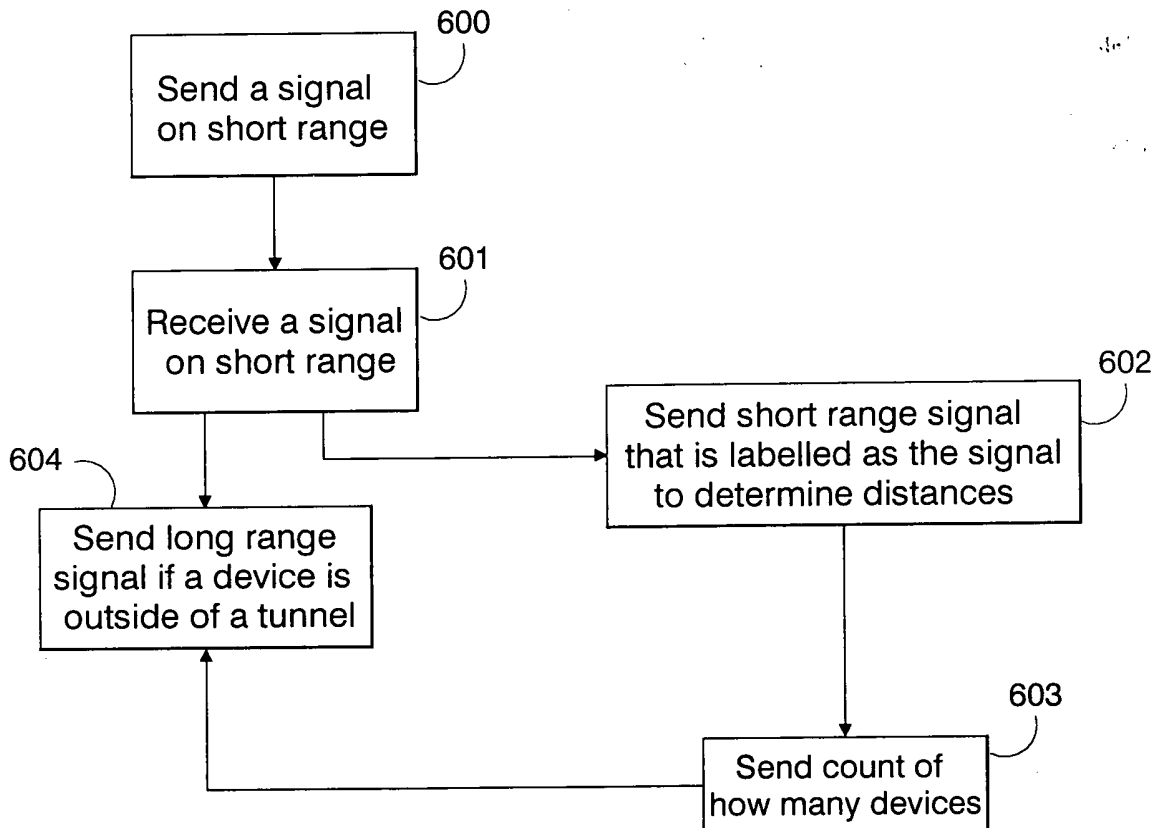 600
Send a signal
on short range
601
Receive a signal
on short range
602
Send short range signal
that is labelled as the signal
to determine distances
604
Send long range
signal if a device is
outside of a tunnel
603
Send count of
how many devices